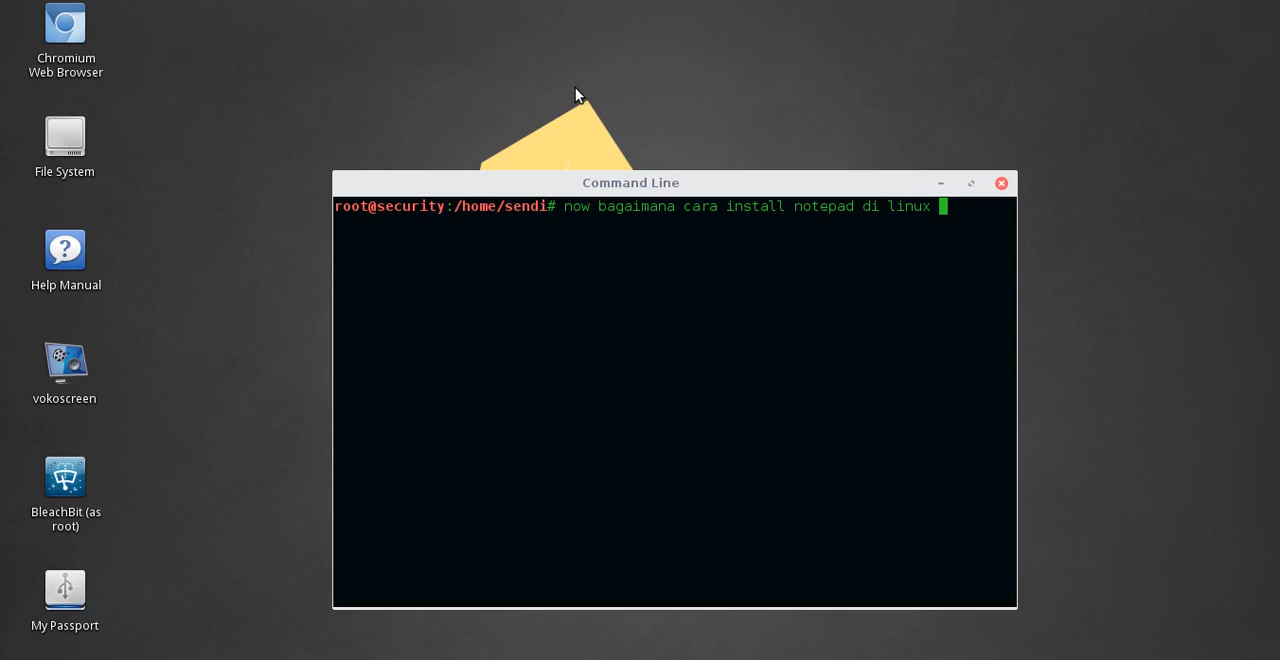 Chromium
Web Browser
File System
Help Manual
vokoscreen
BleachBit (as
root)
My Passport
Command Line
root@security:/home/sendi# now bagaimana cara install notepad di linux